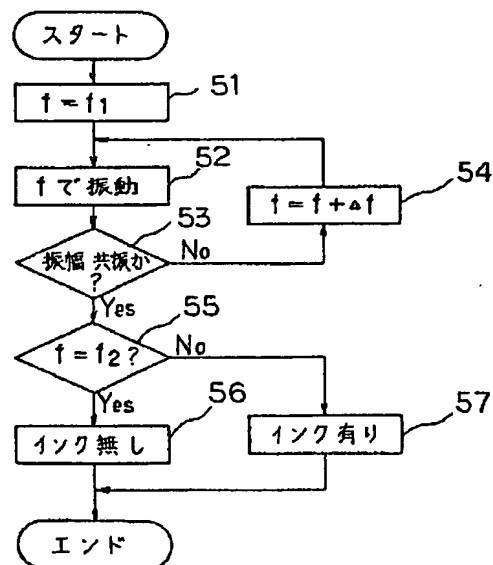 スタート
f = f1
51
fで振動
52
53
振幅共振か
?
No
Yes
f = f + Δf
54
55
f = f2 ?
No
Yes
インク無し
56
インク有り
57
エンド